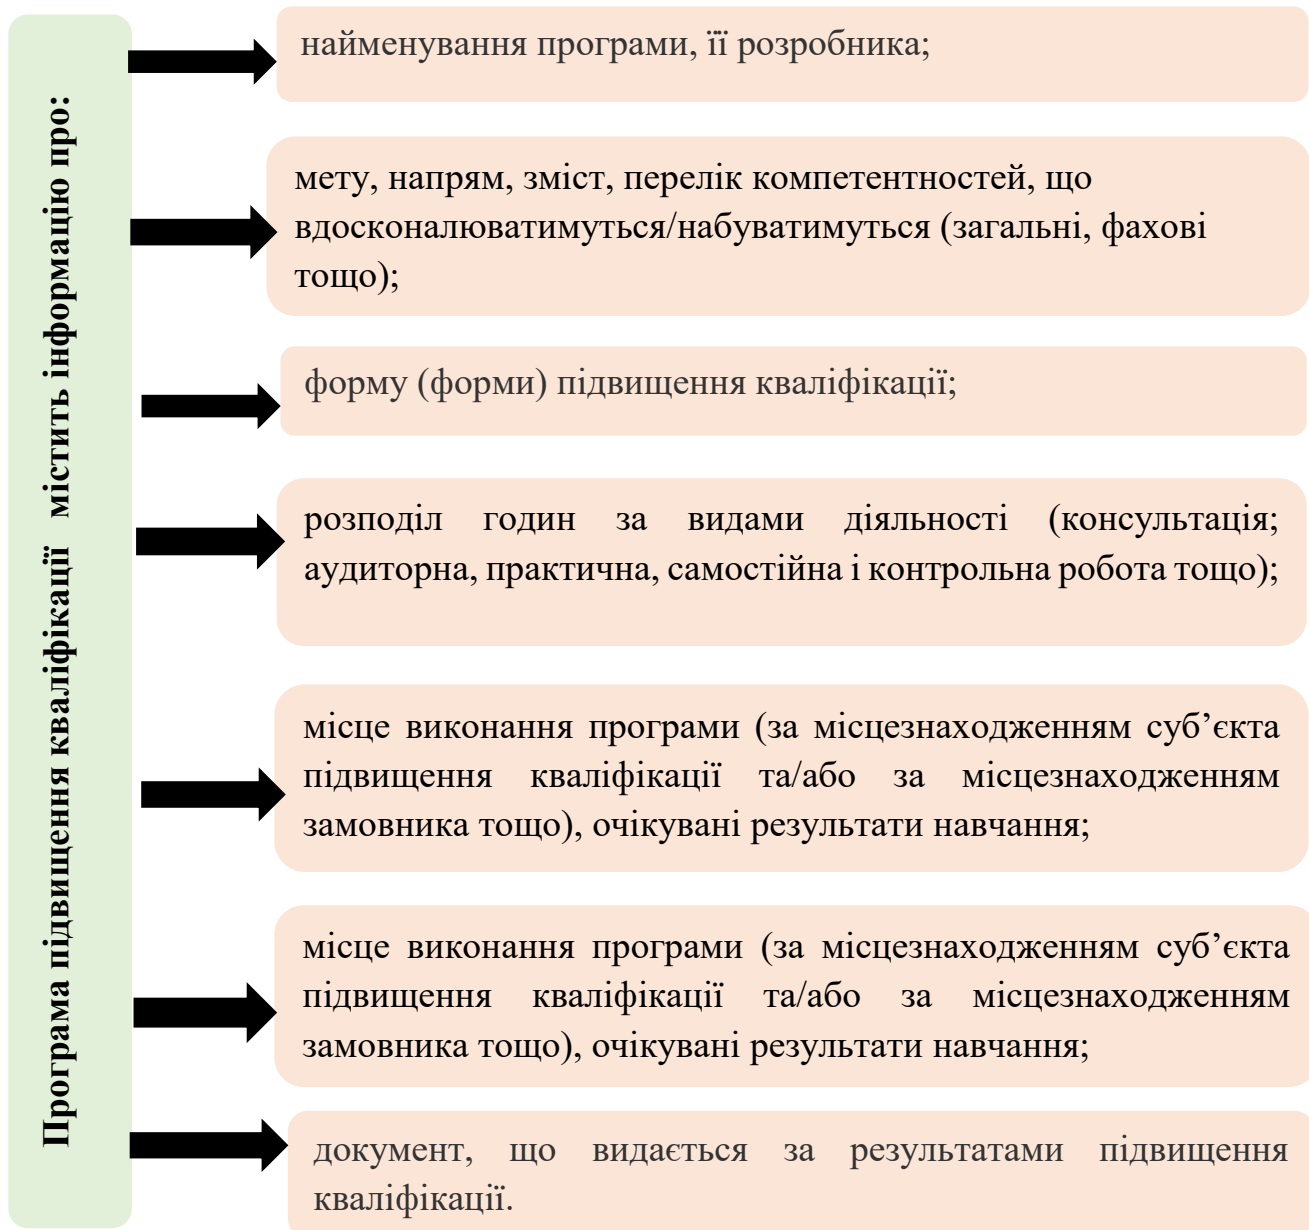 Програма підвищення кваліфікації містить інформацію про:
найменування програми, її розробника;
мету, напрям, зміст, перелік компетентностей, що
вдосконалюватимуться/набуватимуться (загальні, фахові
тощо);
форму (форми) підвищення кваліфікації;
розподіл годин за видами діяльності (консультація;
аудиторна, практична, самостійна і контрольна робота тощо);
місце виконання програми (за місцезнаходженням суб’єкта
підвищення кваліфікації та/або за місцезнаходженням
замовника тощо), очікувані результати навчання;
місце виконання програми (за місцезнаходженням суб’єкта
підвищення кваліфікації та/або за місцезнаходженням
замовника тощо), очікувані результати навчання;
документ, що видається за результатами підвищення
кваліфікації.